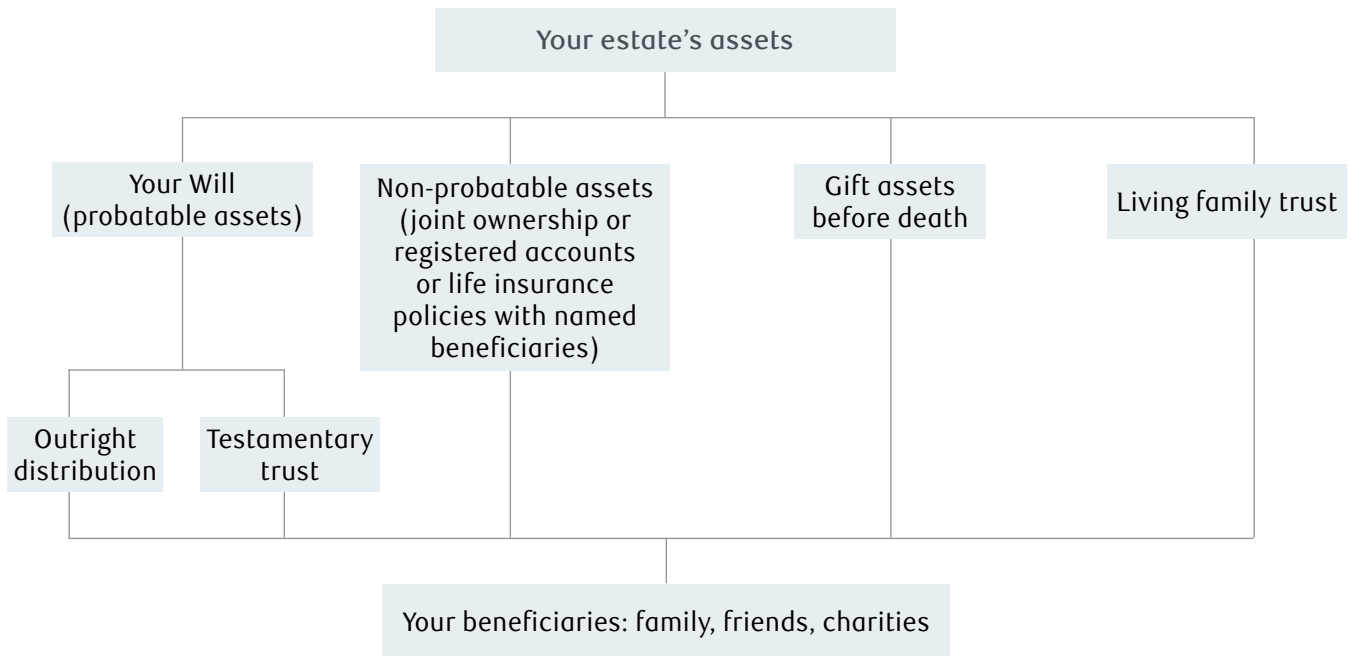 Your estate’s assets
Your Will
(probatable assets)
Non-probatable assets
(joint ownership or
registered accounts
or life insurance
policies with named
beneficiaries)
Gift assets
before death
Living family trust
Outright
distribution
Testamentary
trust
Your beneficiaries: family, friends, charities